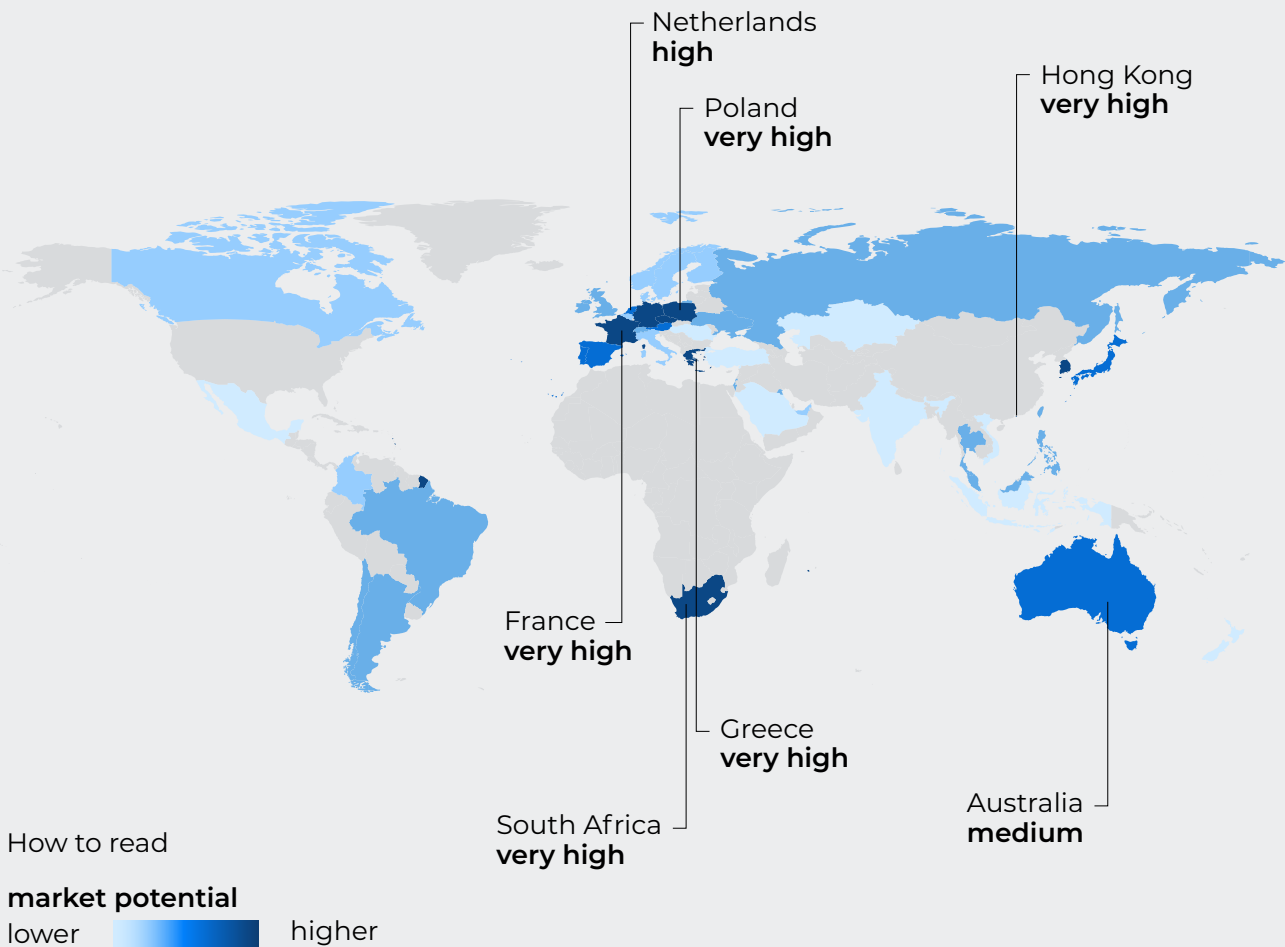 Netherlands
high
Poland
very high
Hong Kong
very high
France
very high
Greece
very high
South Africa
very high
Australia
medium
How to read
market potential
lower
higher